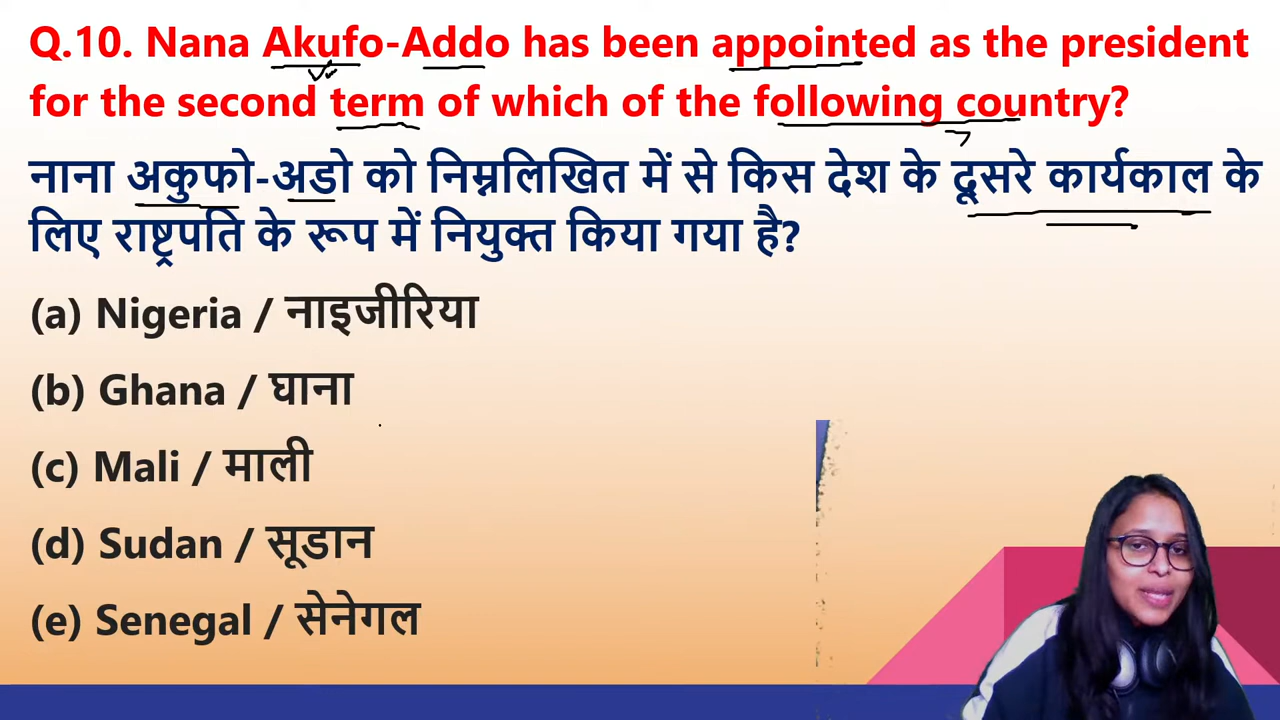 Q.10. Nana Akufo-Addo has been appointed as the president
for the second term of which of the following country?
नाना अकुफो-अडो को निम्नलिखित में से किस देश के दूसरे कार्यकाल के
लिए राष्ट्रपति के रूप में नियुक्त किया गया है?
(a) Nigeria / नाइजीरिया
(b) Ghana / घाना
(c) Mali / माली
(d) Sudan / सूडान
(e) Senegal / सेनेगल